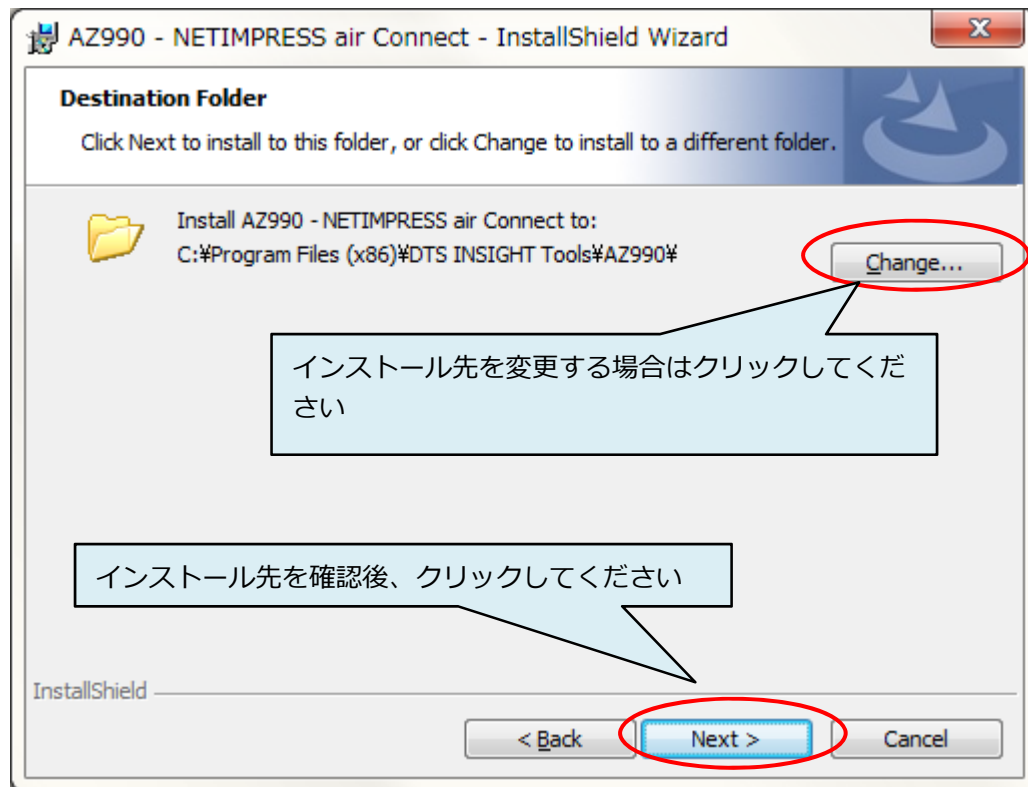 AZ990 - NETIMPRESS air Connect - InstallShield Wizard
Destination Folder
Click Next to install to this folder, or click Change to install to a different folder.
Install AZ990 - NETIMPRESS air Connect to:
C:¥Program Files (x86)¥DTS INSIGHT Tools¥AZ990¥
Change...
インストール先を変更する場合はクリックしてくだ
さい
インストール先を確認後、クリックしてください
InstallShield
< Back
Next >
Cancel